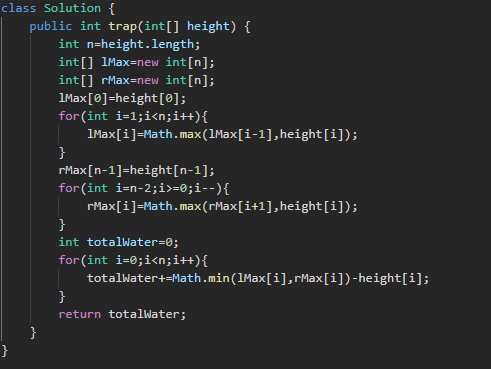 class Solution {
    public int trap(int[] height) {
        int n=height.length;
        int[] lMax=new int[n];
        int[] rMax=new int[n];
        lMax[0]=height[0];
        for(int i=1;i<n;i++){
            lMax[i]=Math.max(lMax[i-1],height[i]);
        }
        rMax[n-1]=height[n-1];
        for(int i=n-2;i>=0;i--){
            rMax[i]=Math.max(rMax[i+1],height[i]);
        }
        int totalWater=0;
        for(int i=0;i<n;i++){
            totalWater+=Math.min(lMax[i],rMax[i])-height[i];
        }
        return totalWater;
    }
}